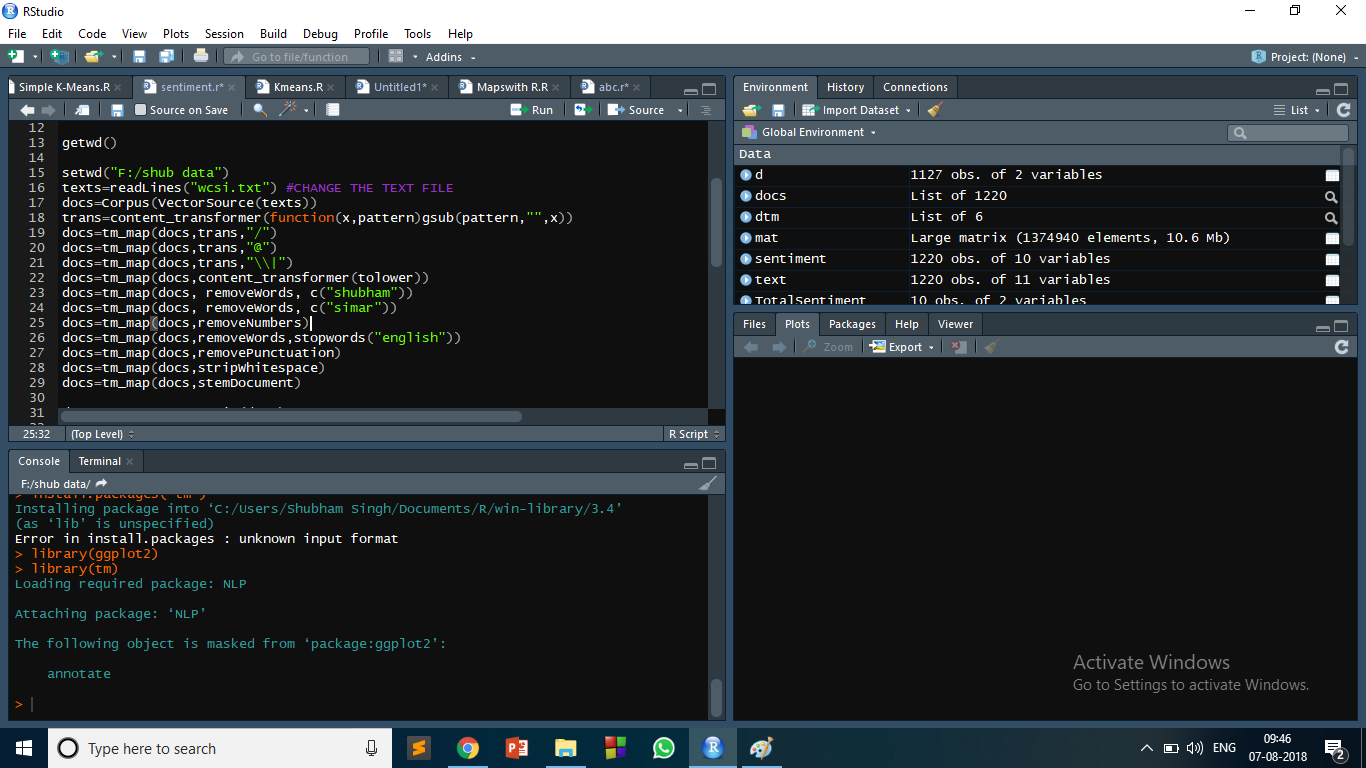 RStudio
File Edit Code View Plots Session Build Debug Profile Tools Help
Go to file/function Addins Project: (None)
Simple K-Means.R sentiment.r* Kmeans.R Untitled1* Mapswith R.R abc.r*
Source on Save Run Source
12
13 getwd()
14
15 setwd("F:/shub data")
16 texts=readLines("wcsi.txt") #CHANGE THE TEXT FILE
17 docs=Corpus(VectorSource(texts))
18 trans=content_transformer(function(x,pattern)gsub(pattern,"",x))
19 docs=tm_map(docs,trans,"/")
20 docs=tm_map(docs,trans,"@")
21 docs=tm_map(docs,trans,"\\|")
22 docs=tm_map(docs,content_transformer(tolower))
23 docs=tm_map(docs, removeWords, c("shubham"))
24 docs=tm_map(docs, removeWords, c("simar"))
25 docs=tm_map(docs,removeNumbers)
26 docs=tm_map(docs,removeWords,stopwords("english"))
27 docs=tm_map(docs,removePunctuation)
28 docs=tm_map(docs,stripWhitespace)
29 docs=tm_map(docs,stemDocument)
30
31
25:32 (Top Level) R Script
Console Terminal
F:/shub data/
> install.packages("tm")
Installing package into ‘C:/Users/Shubham Singh/Documents/R/win-library/3.4’
(as ‘lib’ is unspecified)
Error in install.packages : unknown input format
> library(ggplot2)
> library(tm)
Loading required package: NLP
Attaching package: ‘NLP’
The following object is masked from ‘package:ggplot2’:
annotate
>
Environment History Connections
Import Dataset List
Global Environment
Data
d 1127 obs. of 2 variables
docs List of 1220
dtm List of 6
mat Large matrix (1374940 elements, 10.6 Mb)
sentiment 1220 obs. of 10 variables
text 1220 obs. of 11 variables
TotalSentiment 10 obs. of 2 variables
Files Plots Packages Help Viewer
Zoom Export
Activate Windows
Go to Settings to activate Windows.
Type here to search
ENG
09:46
07-08-2018
2